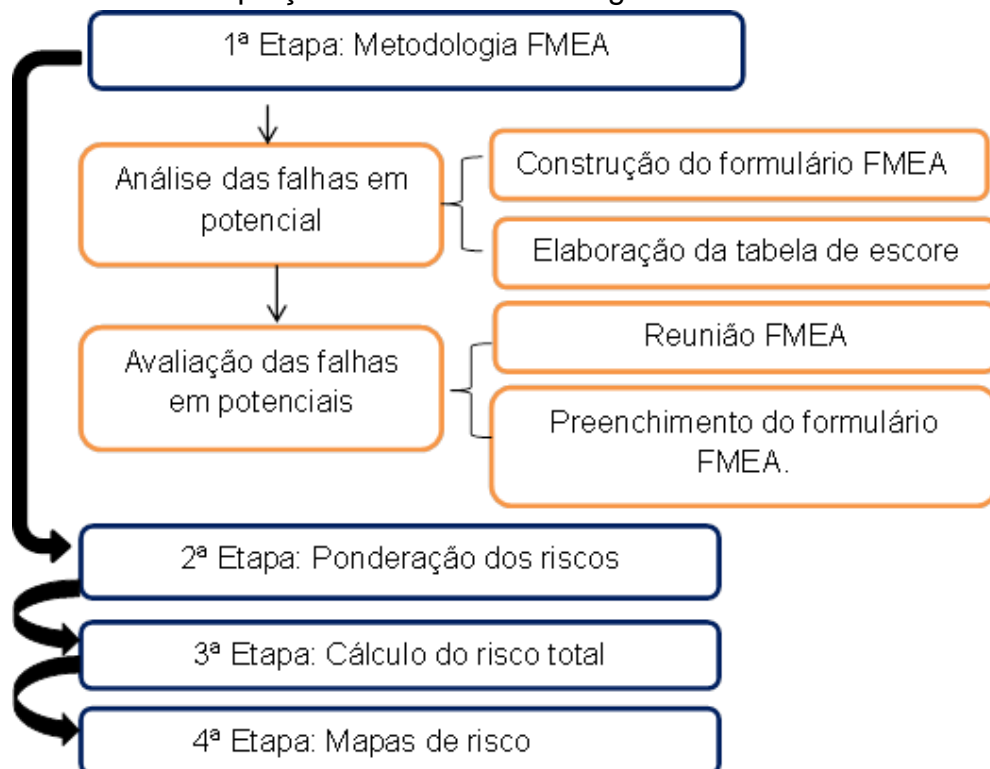 1ª Etapa: Metodologia FMEA
Análise das falhas em
potencial
Construção do formulário FMEA
Elaboração da tabela de escore
Avaliação das falhas
em potenciais
Reunião FMEA
Preenchimento do formulário
FMEA.
2ª Etapa: Ponderação dos riscos
3ª Etapa: Cálculo do risco total
4ª Etapa: Mapas de risco